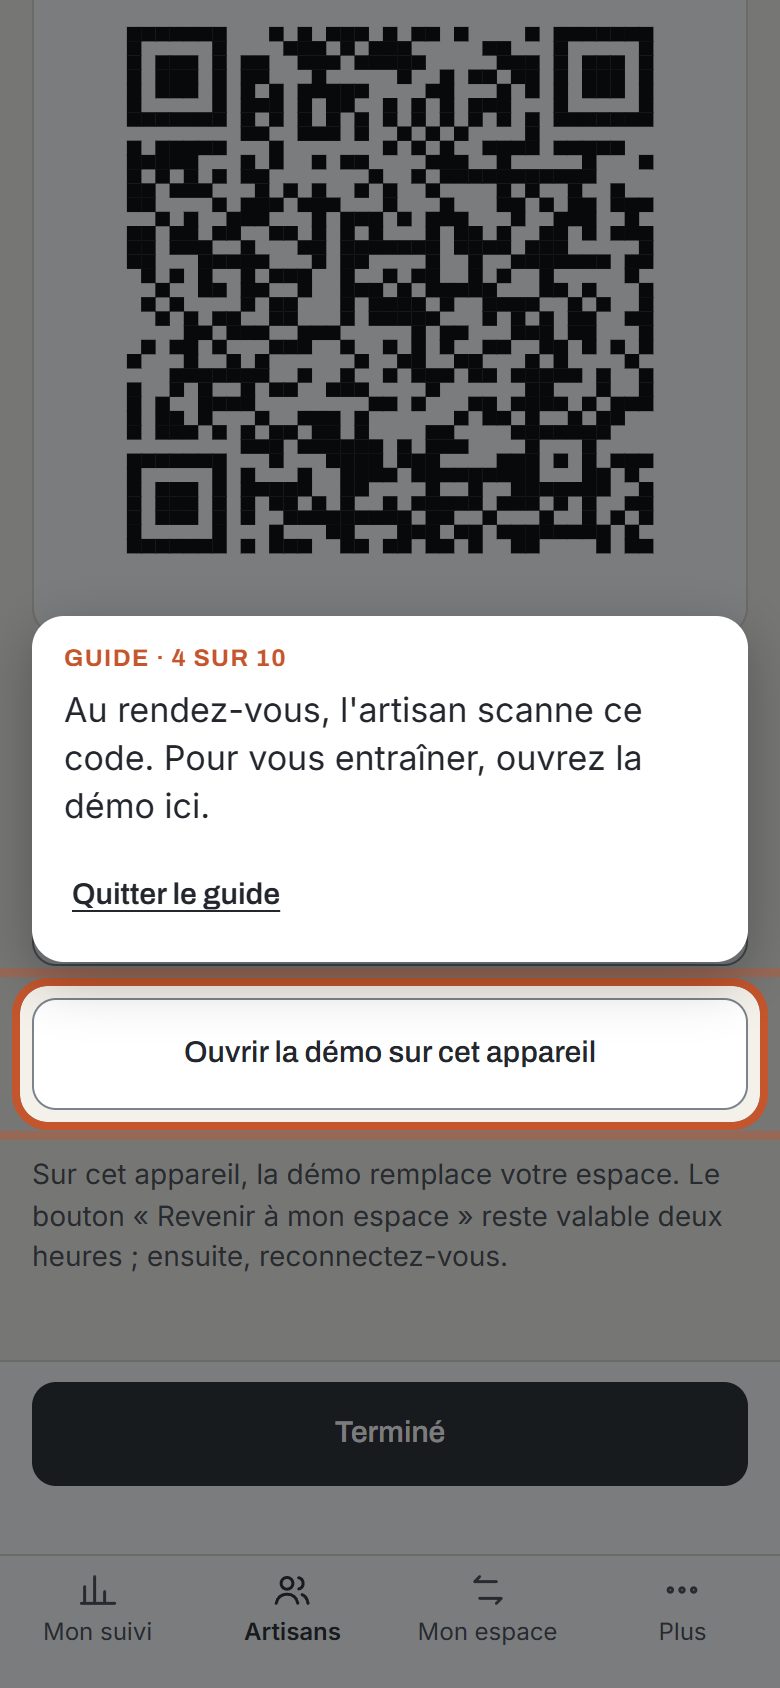 GUIDE · 4 SUR 10
Au rendez-vous, l'artisan scanne ce
code. Pour vous entraîner, ouvrez la
démo ici.
Quitter le guide
Ouvrir la démo sur cet appareil
Sur cet appareil, la démo remplace votre espace. Le
bouton « Revenir à mon espace » reste valable deux
heures ; ensuite, reconnectez-vous.
Terminé
Mon suivi
Artisans
Mon espace
Plus